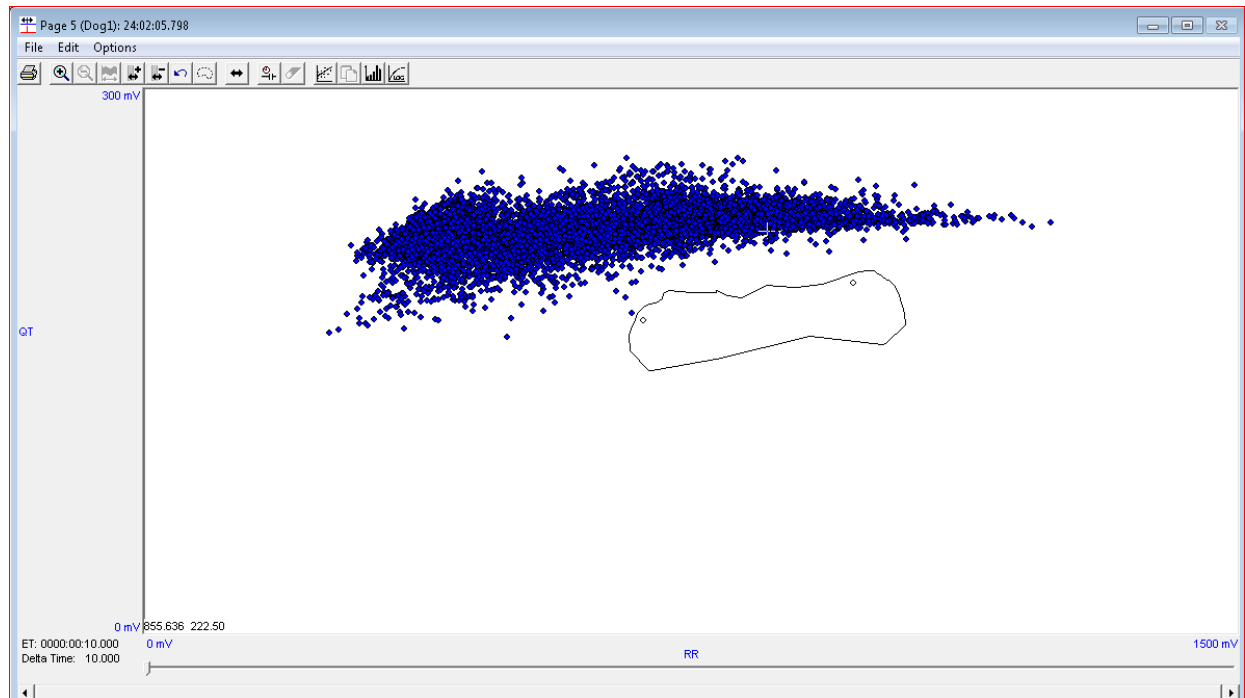 Page 5 (Dog1): 24:02:05.798
File Edit Options
LOG
300 mV
QT
0 mV
855.636 222.50
ET: 0000:00:10.000
0 mV
1500 mV
RR
Delta Time: 10.000